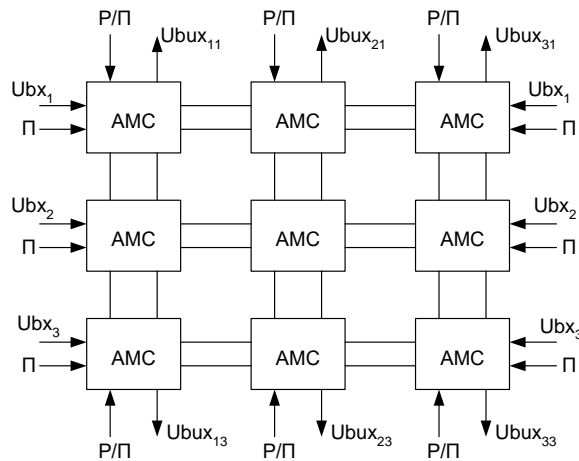 Р/П Ubux₁₁ Р/П Ubux₂₁ Р/П Ubux₃₁
Ubx₁ АМС АМС АМС Ubx₁
П П
Ubx₂ АМС АМС АМС Ubx₂
П П
Ubx₃ АМС АМС АМС Ubx₃
П П
Р/П Ubux₁₃ Р/П Ubux₂₃ Р/П Ubux₃₃